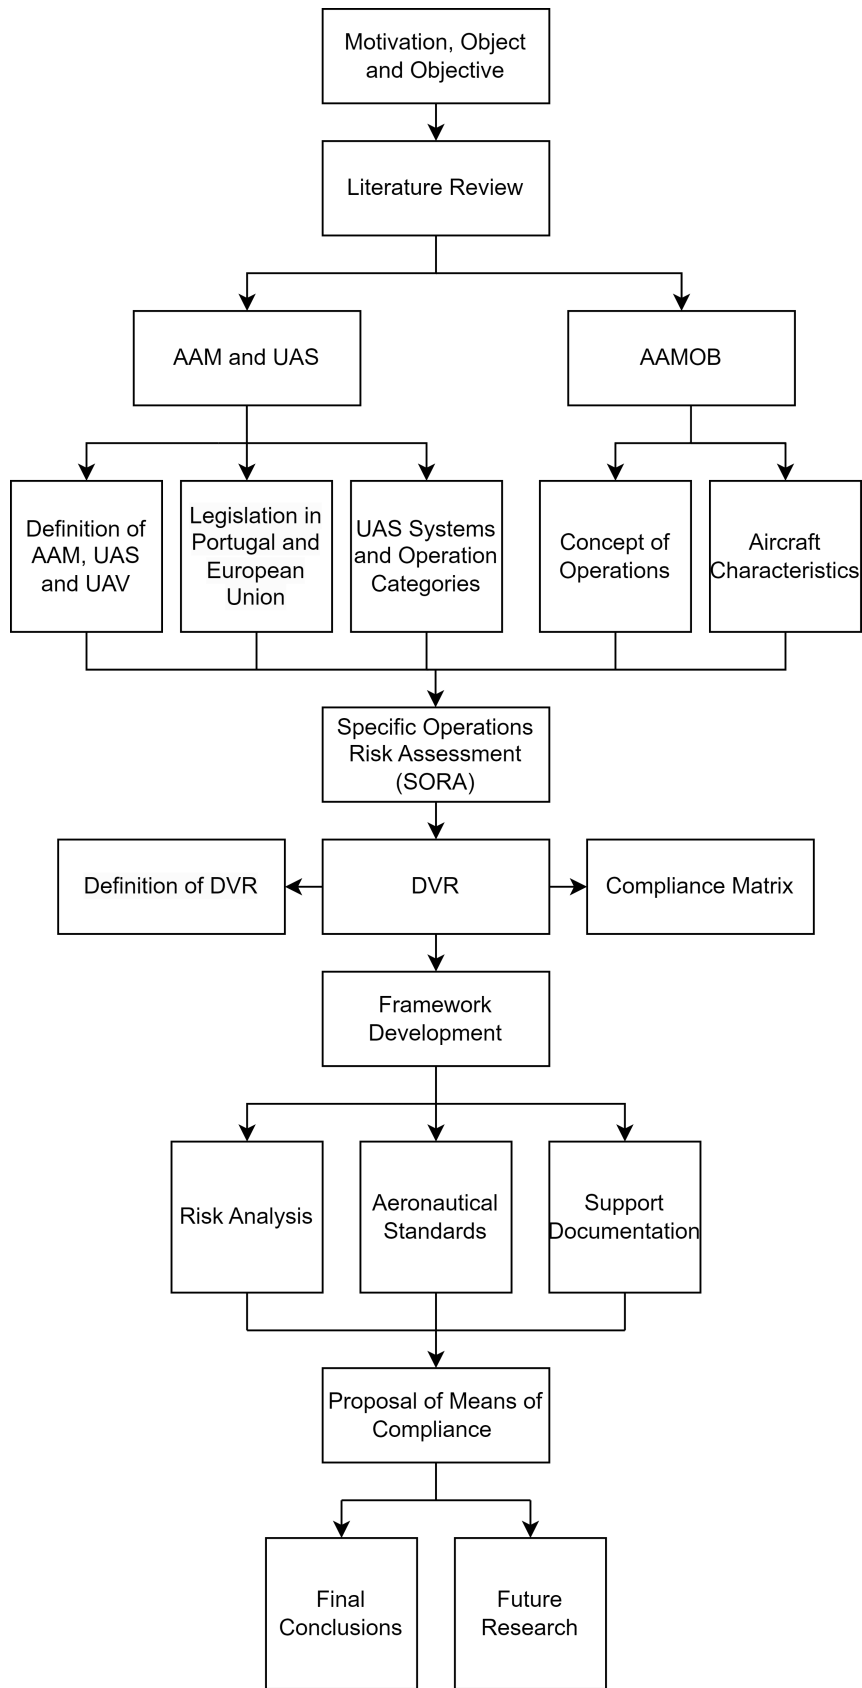 Motivation, Object
and Objective
Literature Review
AAM and UAS
AAMOB
Definition of
AAM, UAS
and UAV
Legislation in
Portugal and
European
Union
UAS Systems
and Operation
Categories
Concept of
Operations
Aircraft
Characteristics
Specific Operations
Risk Assessment
(SORA)
Definition of DVR
DVR
Compliance Matrix
Framework
Development
Risk Analysis
Aeronautical
Standards
Support
Documentation
Proposal of Means of
Compliance
Final
Conclusions
Future
Research